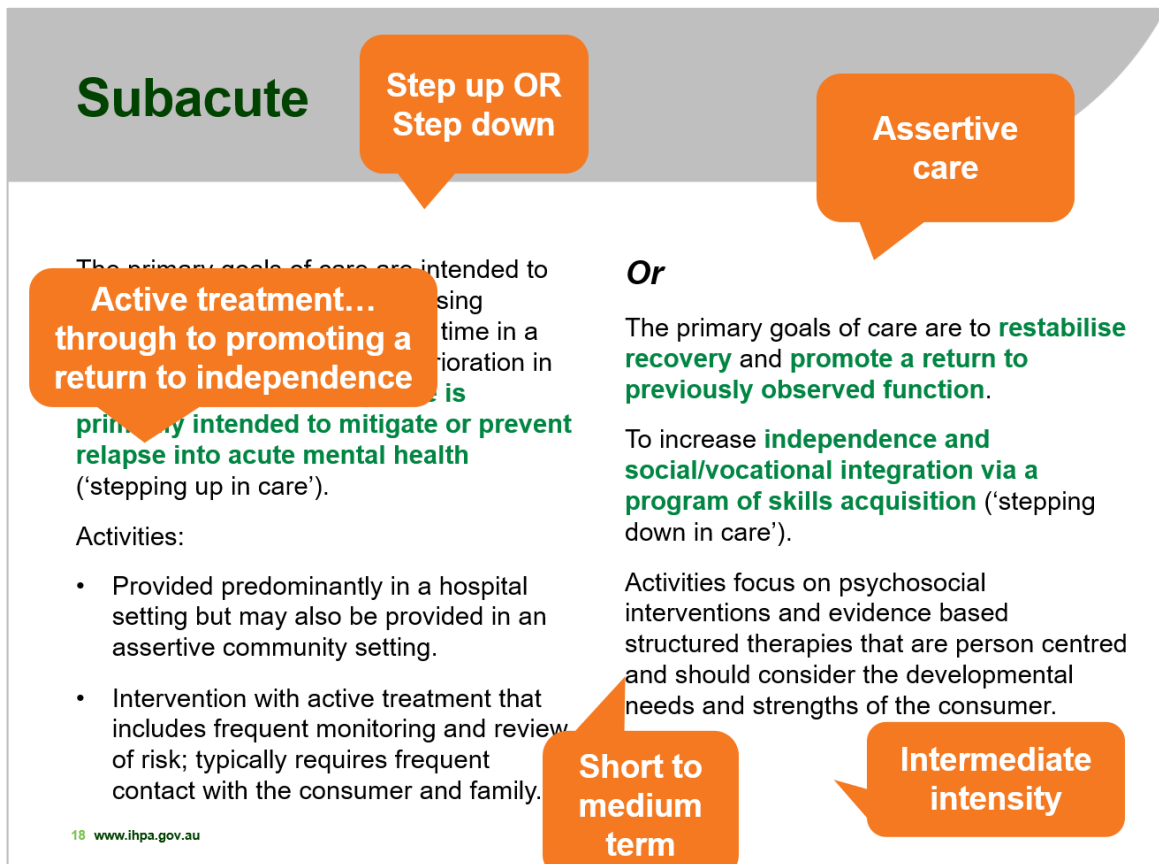 Subacute
Step up OR
Step down
Assertive
care
The primary goals of care are intended to
sing
time in a
rioration in
is
primarily intended to mitigate or prevent
relapse into acute mental health
(‘stepping up in care’).
Active treatment…
through to promoting a
return to independence
Activities:
• Provided predominantly in a hospital
setting but may also be provided in an
assertive community setting.
• Intervention with active treatment that
includes frequent monitoring and review
of risk; typically requires frequent
contact with the consumer and family.
Or
The primary goals of care are to restabilise
recovery and promote a return to
previously observed function.
To increase independence and
social/vocational integration via a
program of skills acquisition (‘stepping
down in care’).
Activities focus on psychosocial
interventions and evidence based
structured therapies that are person centred
and should consider the developmental
needs and strengths of the consumer.
Short to
medium
term
Intermediate
intensity
18 www.ihpa.gov.au